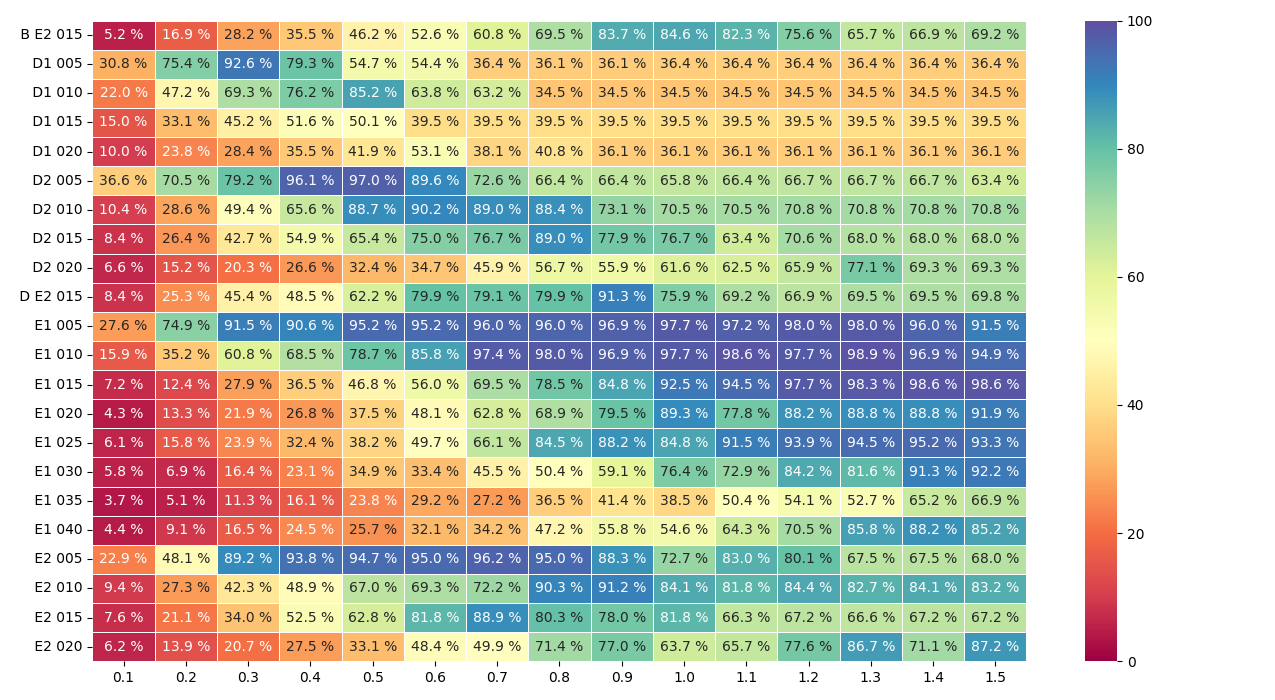 B E2 015 5.2 % 16.9 % 28.2 % 35.5 % 46.2 % 52.6 % 60.8 % 69.5 % 83.7 % 84.6 % 82.3 % 75.6 % 65.7 % 66.9 % 69.2 % 100
D1 005 30.8 % 75.4 % 92.6 % 79.3 % 54.7 % 54.4 % 36.4 % 36.1 % 36.1 % 36.4 % 36.4 % 36.4 % 36.4 % 36.4 % 36.4 %
D1 010 22.0 % 47.2 % 69.3 % 76.2 % 85.2 % 63.8 % 63.2 % 34.5 % 34.5 % 34.5 % 34.5 % 34.5 % 34.5 % 34.5 % 34.5 %
D1 015 15.0 % 33.1 % 45.2 % 51.6 % 50.1 % 39.5 % 39.5 % 39.5 % 39.5 % 39.5 % 39.5 % 39.5 % 39.5 % 39.5 % 39.5 %
D1 020 10.0 % 23.8 % 28.4 % 35.5 % 41.9 % 53.1 % 38.1 % 40.8 % 36.1 % 36.1 % 36.1 % 36.1 % 36.1 % 36.1 % 36.1 % 80
D2 005 36.6 % 70.5 % 79.2 % 96.1 % 97.0 % 89.6 % 72.6 % 66.4 % 66.4 % 65.8 % 66.4 % 66.7 % 66.7 % 66.7 % 63.4 %
D2 010 10.4 % 28.6 % 49.4 % 65.6 % 88.7 % 90.2 % 89.0 % 88.4 % 73.1 % 70.5 % 70.5 % 70.8 % 70.8 % 70.8 % 70.8 %
D2 015 8.4 % 26.4 % 42.7 % 54.9 % 65.4 % 75.0 % 76.7 % 89.0 % 77.9 % 76.7 % 63.4 % 70.6 % 68.0 % 68.0 % 68.0 %
D2 020 6.6 % 15.2 % 20.3 % 26.6 % 32.4 % 34.7 % 45.9 % 56.7 % 55.9 % 61.6 % 62.5 % 65.9 % 77.1 % 69.3 % 69.3 % 60
D E2 015 8.4 % 25.3 % 45.4 % 48.5 % 62.2 % 79.9 % 79.1 % 79.9 % 91.3 % 75.9 % 69.2 % 66.9 % 69.5 % 69.5 % 69.8 %
E1 005 27.6 % 74.9 % 91.5 % 90.6 % 95.2 % 95.2 % 96.0 % 96.0 % 96.9 % 97.7 % 97.2 % 98.0 % 98.0 % 96.0 % 91.5 %
E1 010 15.9 % 35.2 % 60.8 % 68.5 % 78.7 % 85.8 % 97.4 % 98.0 % 96.9 % 97.7 % 98.6 % 97.7 % 98.9 % 96.9 % 94.9 %
E1 015 7.2 % 12.4 % 27.9 % 36.5 % 46.8 % 56.0 % 69.5 % 78.5 % 84.8 % 92.5 % 94.5 % 97.7 % 98.3 % 98.6 % 98.6 %
E1 020 4.3 % 13.3 % 21.9 % 26.8 % 37.5 % 48.1 % 62.8 % 68.9 % 79.5 % 89.3 % 77.8 % 88.2 % 88.8 % 88.8 % 91.9 % 40
E1 025 6.1 % 15.8 % 23.9 % 32.4 % 38.2 % 49.7 % 66.1 % 84.5 % 88.2 % 84.8 % 91.5 % 93.9 % 94.5 % 95.2 % 93.3 %
E1 030 5.8 % 6.9 % 16.4 % 23.1 % 34.9 % 33.4 % 45.5 % 50.4 % 59.1 % 76.4 % 72.9 % 84.2 % 81.6 % 91.3 % 92.2 %
E1 035 3.7 % 5.1 % 11.3 % 16.1 % 23.8 % 29.2 % 27.2 % 36.5 % 41.4 % 38.5 % 50.4 % 54.1 % 52.7 % 65.2 % 66.9 %
E1 040 4.4 % 9.1 % 16.5 % 24.5 % 25.7 % 32.1 % 34.2 % 47.2 % 55.8 % 54.6 % 64.3 % 70.5 % 85.8 % 88.2 % 85.2 % 20
E2 005 22.9 % 48.1 % 89.2 % 93.8 % 94.7 % 95.0 % 96.2 % 95.0 % 88.3 % 72.7 % 83.0 % 80.1 % 67.5 % 67.5 % 68.0 %
E2 010 9.4 % 27.3 % 42.3 % 48.9 % 67.0 % 69.3 % 72.2 % 90.3 % 91.2 % 84.1 % 81.8 % 84.4 % 82.7 % 84.1 % 83.2 %
E2 015 7.6 % 21.1 % 34.0 % 52.5 % 62.8 % 81.8 % 88.9 % 80.3 % 78.0 % 81.8 % 66.3 % 67.2 % 66.6 % 67.2 % 67.2 %
E2 020 6.2 % 13.9 % 20.7 % 27.5 % 33.1 % 48.4 % 49.9 % 71.4 % 77.0 % 63.7 % 65.7 % 77.6 % 86.7 % 71.1 % 87.2 % 0
0.1 0.2 0.3 0.4 0.5 0.6 0.7 0.8 0.9 1.0 1.1 1.2 1.3 1.4 1.5